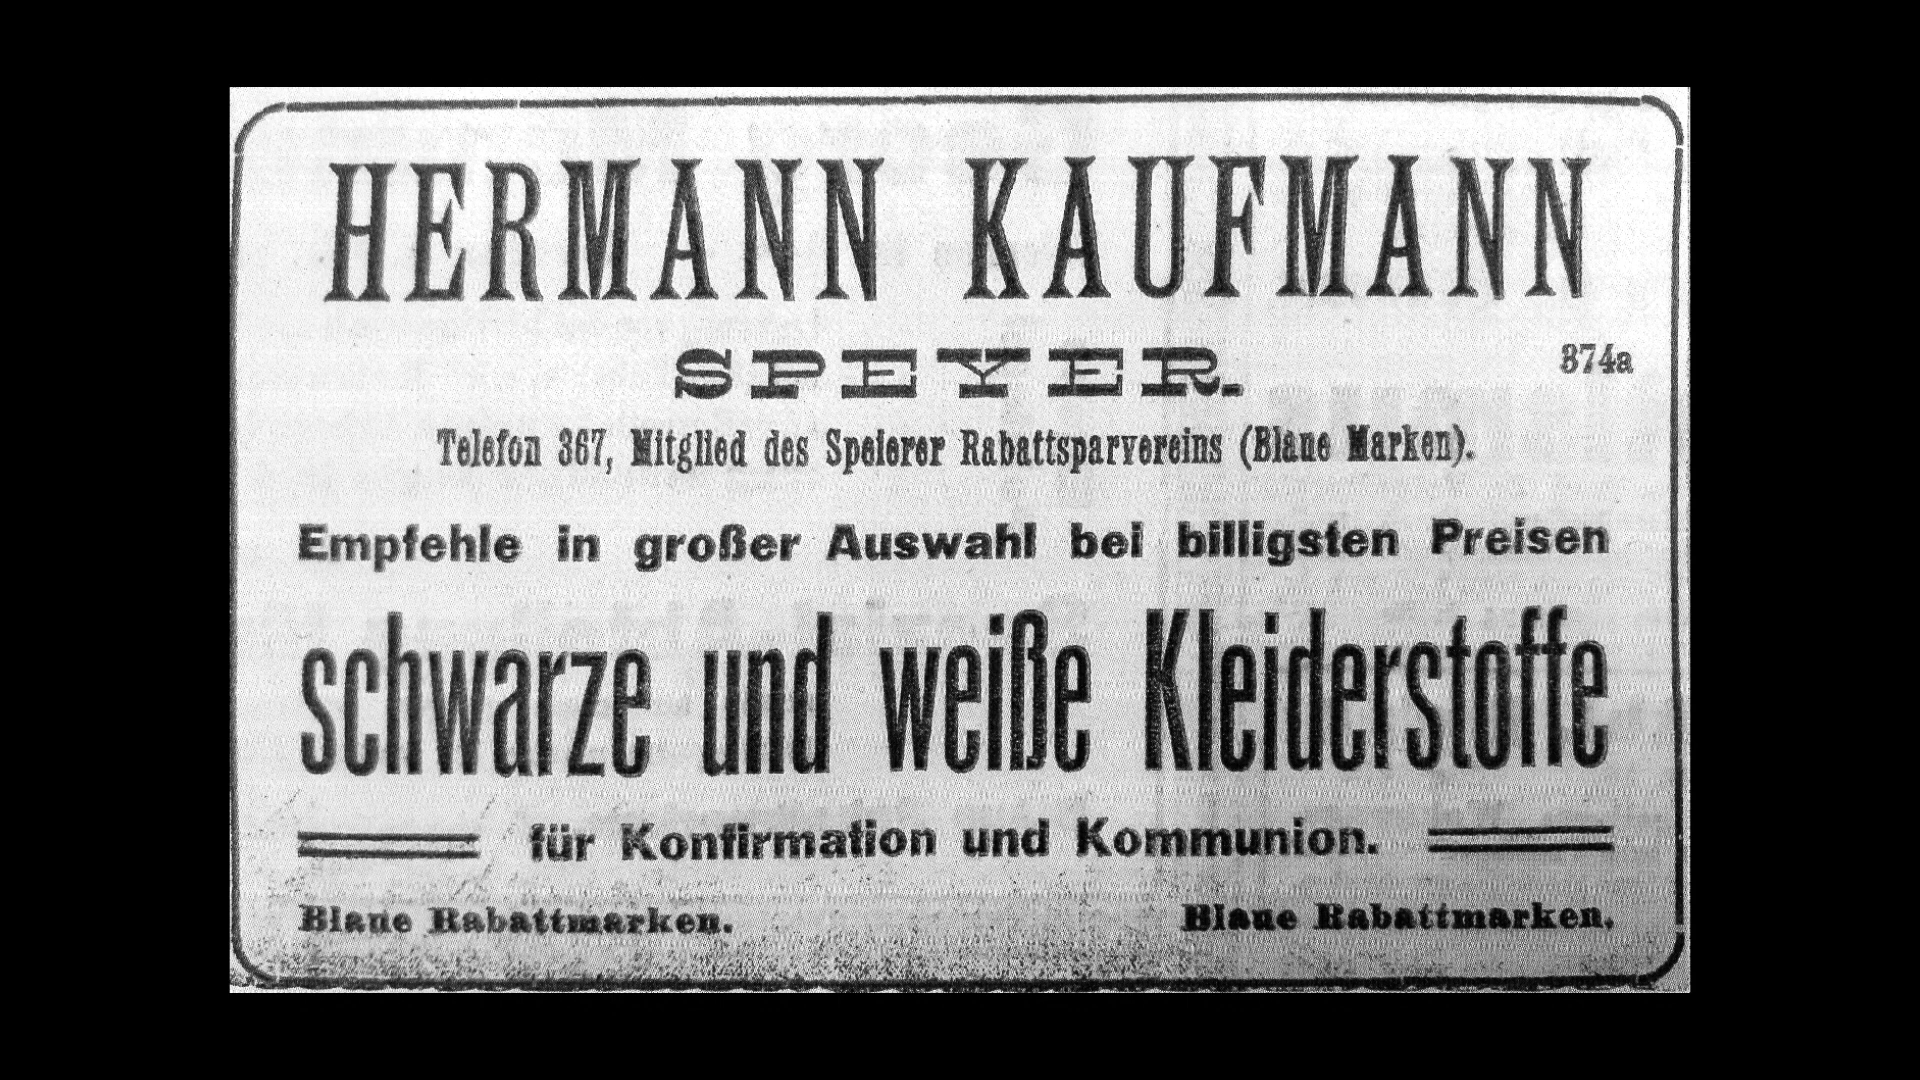 HERMANN KAUFMANN
SPEYER.
374a
Telefon 367, Mitglied des Speierer Rabattsparvereins (Blaue Marken).
Empfehle in großer Auswahl bei billigsten Preisen
schwarze und weiße Kleiderstoffe
für Konfirmation und Kommunion.
Blaue Rabattmarken. Blaue Rabattmarken.